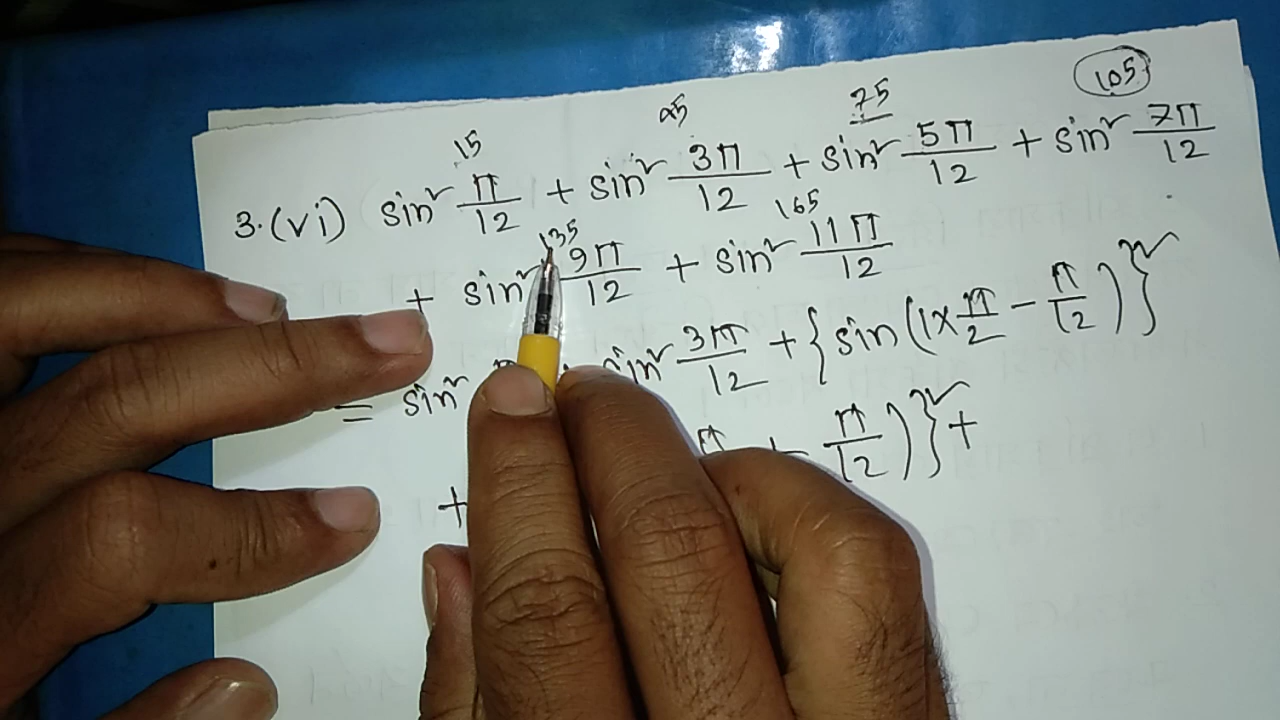 15 45 75 105
3.(vi) sin² π/12 + sin² 3π/12 + sin² 5π/12 + sin² 7π/12
135 165
+ sin² 9π/12 + sin² 11π/12
= sin² sin² 3π/12 + {sin(1×π/2 - π/12)}²
+ π + π/12)}² +